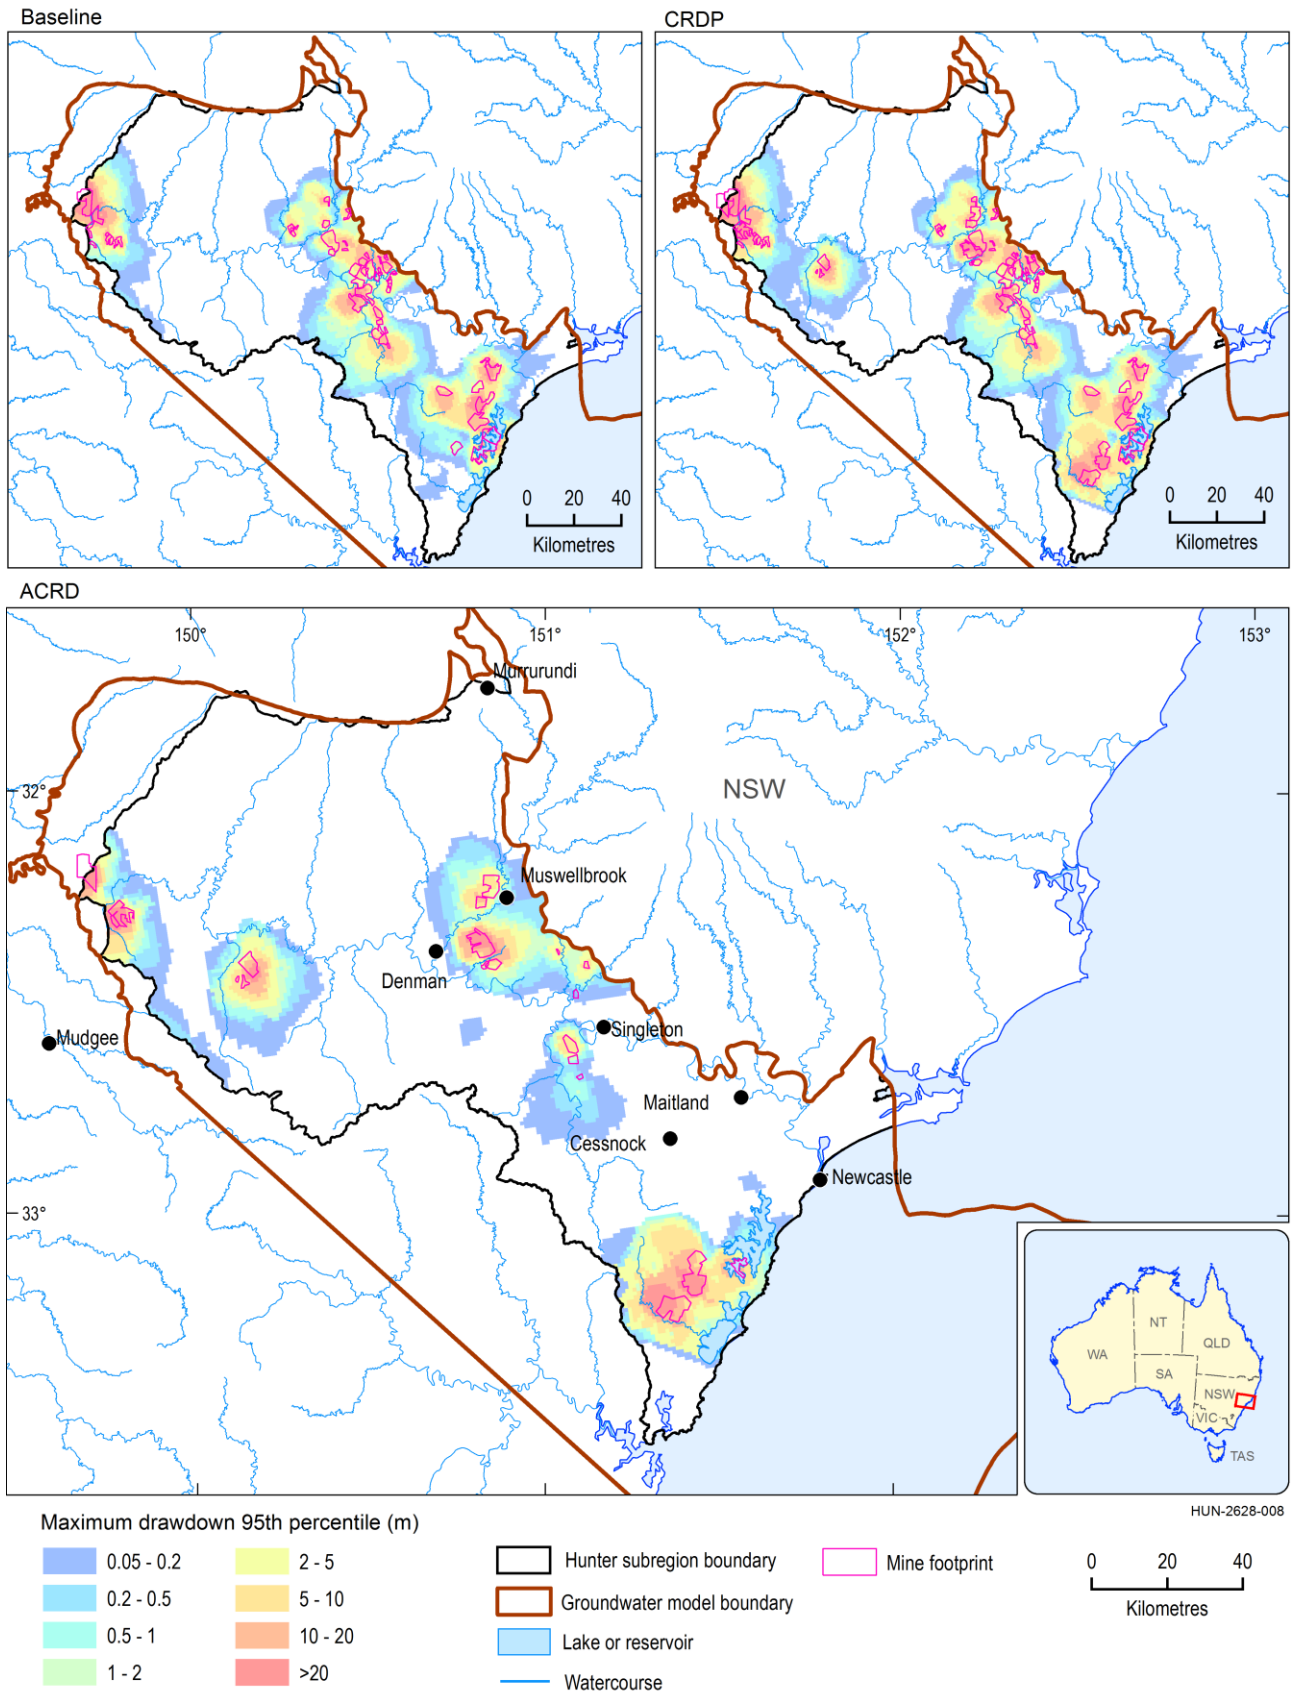 Baseline
CRDP
0 20 40
Kilometres
0 20 40
Kilometres
ACRD
150°
151°
152°
153°
Murrurundi
32°
NSW
Muswellbrook
Denman
Mudgee
Singleton
Maitland
Cessnock
Newcastle
33°
NT
QLD
WA
SA
NSW
VIC
TAS
HUN-2628-008
Maximum drawdown 95th percentile (m)
0.05 - 0.2
0.2 - 0.5
0.5 - 1
1 - 2
2 - 5
5 - 10
10 - 20
>20
Hunter subregion boundary
Groundwater model boundary
Lake or reservoir
Watercourse
Mine footprint
0 20 40
Kilometres